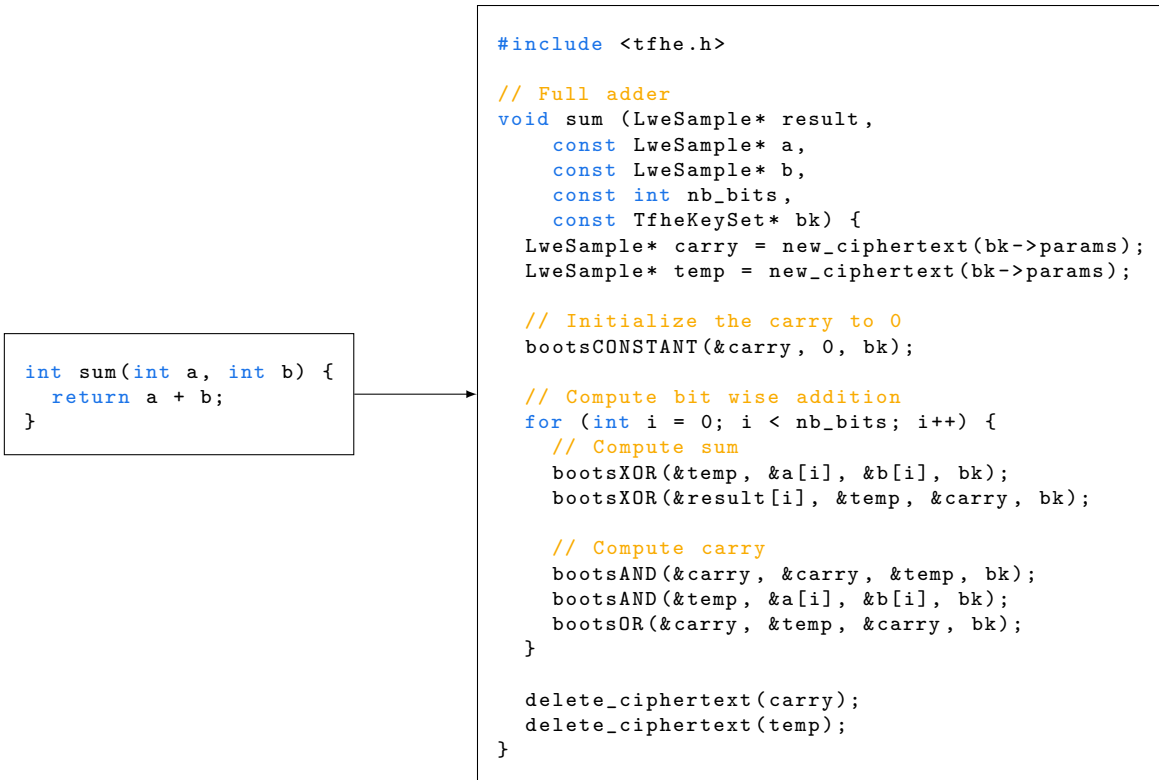 int sum(int a, int b) {
  return a + b;
}
#include <tfhe.h>

// Full adder
void sum (LweSample* result,
    const LweSample* a,
    const LweSample* b,
    const int nb_bits,
    const TfheKeySet* bk) {
  LweSample* carry = new_ciphertext(bk->params);
  LweSample* temp = new_ciphertext(bk->params);

  // Initialize the carry to 0
  bootsCONSTANT(&carry, 0, bk);

  // Compute bit wise addition
  for (int i = 0; i < nb_bits; i++) {
    // Compute sum
    bootsXOR(&temp, &a[i], &b[i], bk);
    bootsXOR(&result[i], &temp, &carry, bk);

    // Compute carry
    bootsAND(&carry, &carry, &temp, bk);
    bootsAND(&temp, &a[i], &b[i], bk);
    bootsOR(&carry, &temp, &carry, bk);
  }

  delete_ciphertext(carry);
  delete_ciphertext(temp);
}